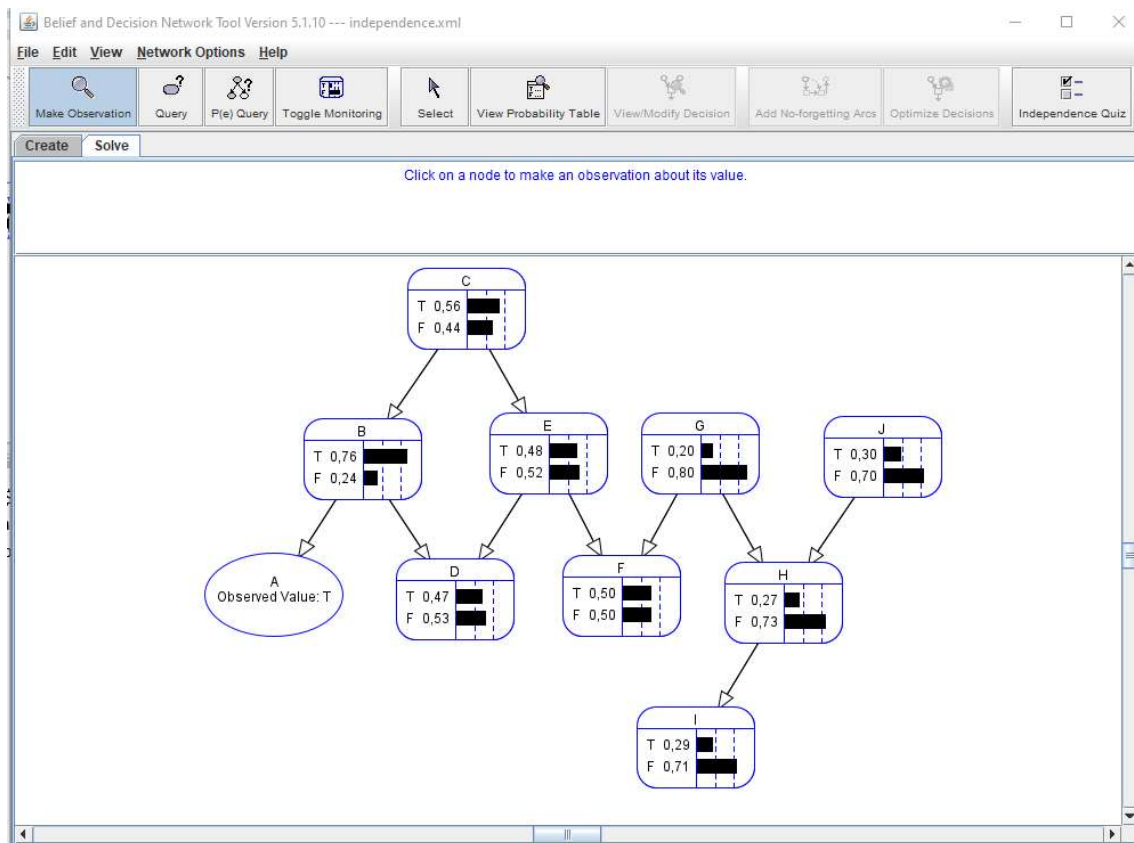 Belief and Decision Network Tool Version 5.1.10 --- independence.xml
File Edit View Network Options Help
Make Observation Query P(e) Query Toggle Monitoring Select View Probability Table View/Modify Decision Add No-forgetting Arcs Optimize Decisions Independence Quiz
Create Solve
Click on a node to make an observation about its value.
C
T 0,56
F 0,44
B
T 0,76
F 0,24
E
T 0,48
F 0,52
G
T 0,20
F 0,80
J
T 0,30
F 0,70
A
Observed Value: T
D
T 0,47
F 0,53
F
T 0,50
F 0,50
H
T 0,27
F 0,73
I
T 0,29
F 0,71